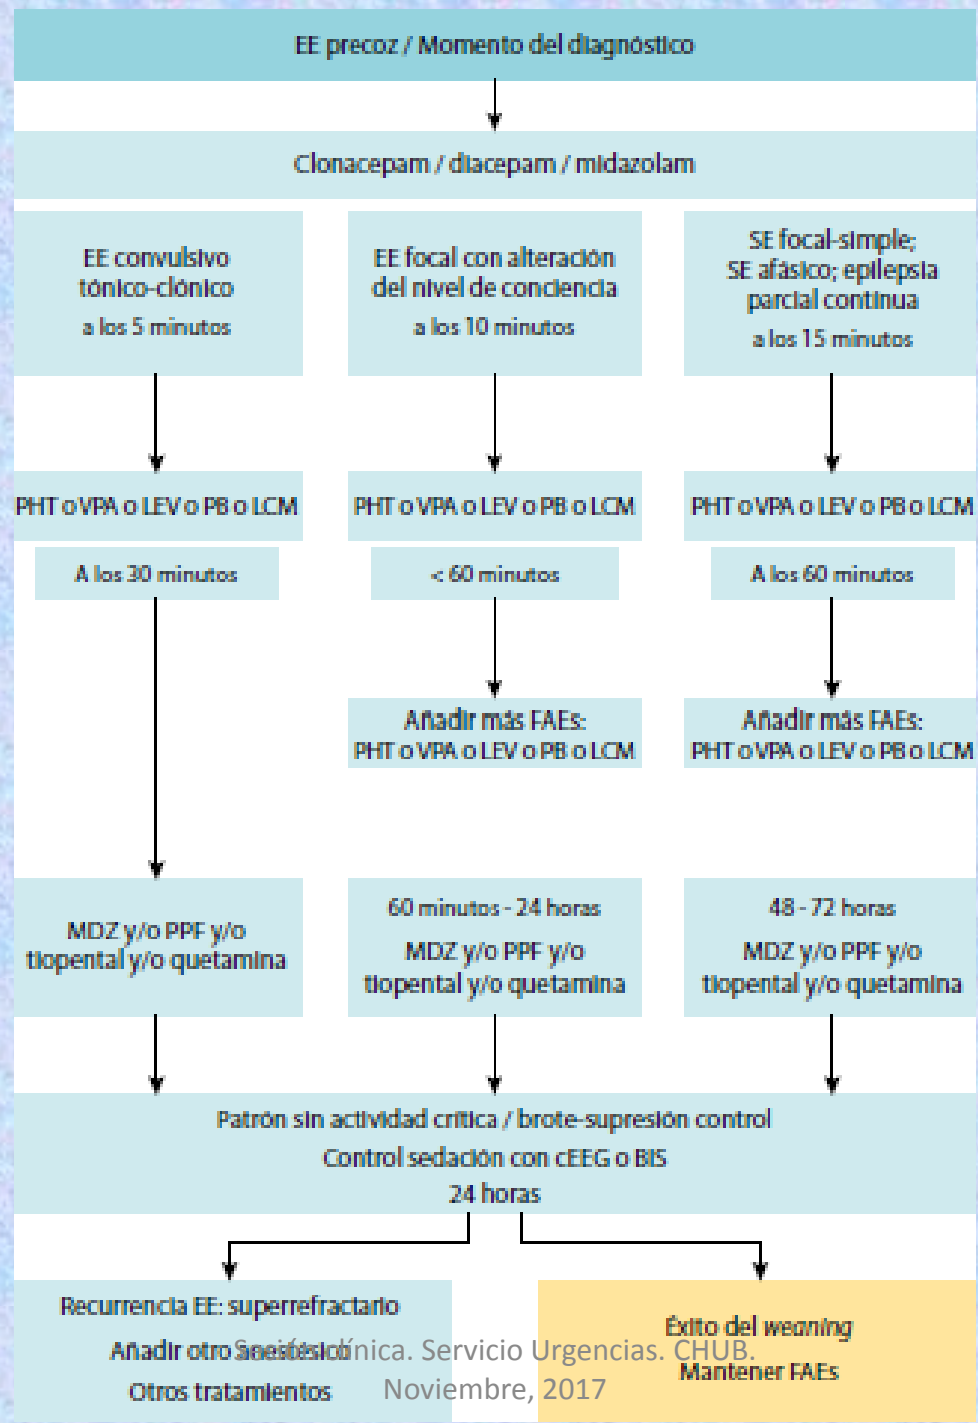 EE precoz / Momento del diagnóstico
Clonacepam / diacepam / midazolam
EE convulsivo
tónico-clónico
a los 5 minutos
EE focal con alteración
del nivel de conciencia
a los 10 minutos
SE focal-simple;
SE afásico; epilepsia
parcial continua
a los 15 minutos
PHT o VPA o LEV o PB o LCM
PHT o VPA o LEV o PB o LCM
PHT o VPA o LEV o PB o LCM
A los 30 minutos
< 60 minutos
A los 60 minutos
Añadir más FAEs:
PHT o VPA o LEV o PB o LCM
Añadir más FAEs:
PHT o VPA o LEV o PB o LCM
MDZ y/o PPF y/o
tiopental y/o quetamina
60 minutos - 24 horas
MDZ y/o PPF y/o
tiopental y/o quetamina
48 - 72 horas
MDZ y/o PPF y/o
tiopental y/o quetamina
Patrón sin actividad crítica / brote-supresión control
Control sedación con cEEG o BIS
24 horas
Recurrencia EE: superrefractario
Añadir otro anestésico
Otros tratamientos
Éxito del weaning
Mantener FAEs
Sesión clínica. Servicio Urgencias. CHUB.
Noviembre, 2017